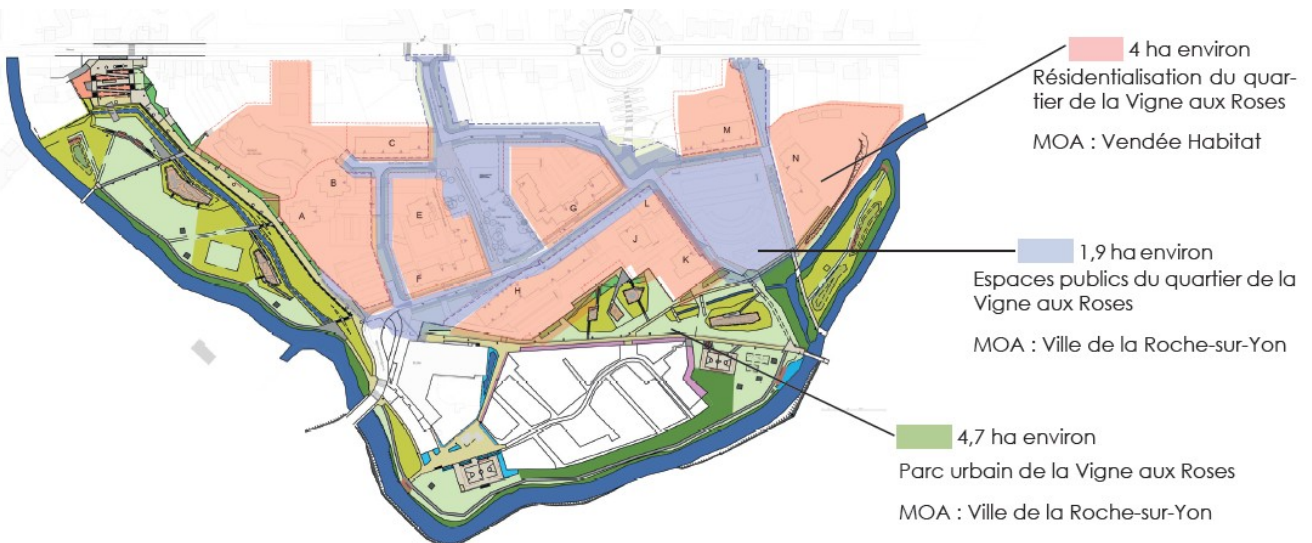 4 ha environ
Résidentialisation du quar-
tier de la Vigne aux Roses
MOA : Vendée Habitat
1,9 ha environ
Espaces publics du quartier de la
Vigne aux Roses
MOA : Ville de la Roche-sur-Yon
4,7 ha environ
Parc urbain de la Vigne aux Roses
MOA : Ville de la Roche-sur-Yon
C
M
B
N
A
E
G
L
J
F
H
K